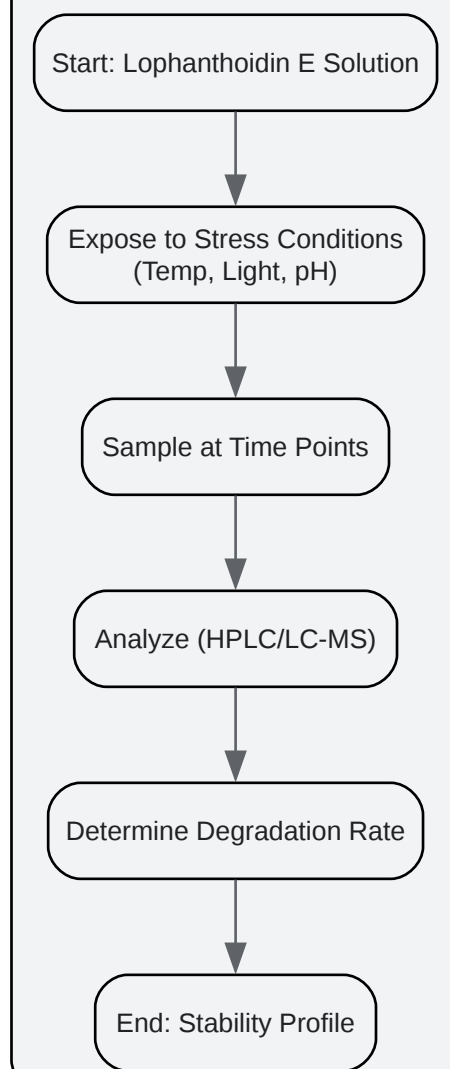 Start: Lophanthoidin E Solution
Expose to Stress Conditions
(Temp, Light, pH)
Sample at Time Points
Analyze (HPLC/LC-MS)
Determine Degradation Rate
End: Stability Profile